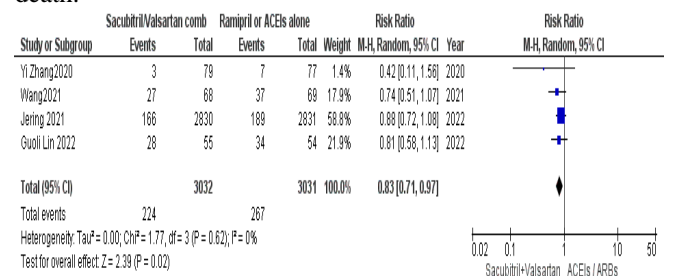 death.
Sacubitril/Valsartan comb Ramipril or ACEIs alone Risk Ratio Risk Ratio
Study or Subgroup Events Total Events Total Weight M-H, Random, 95% CI Year M-H, Random, 95% CI
Yi Zhang2020 3 79 7 77 1.4% 0.42 [0.11, 1.56] 2020
Wang2021 27 68 37 69 17.9% 0.74 [0.51, 1.07] 2021
Jering 2021 166 2830 189 2831 58.8% 0.88 [0.72, 1.08] 2022
Guoli Lin 2022 28 55 34 54 21.9% 0.81 [0.58, 1.13] 2022
Total (95% CI) 3032 3031 100.0% 0.83 [0.71, 0.97]
Total events 224 267
Heterogeneity: Tau² = 0.00; Chi² = 1.77, df = 3 (P = 0.62); I² = 0%
Test for overall effect: Z = 2.39 (P = 0.02)
0.02 0.1 1 10 50
Sacubitril+Valsartan ACEIs / ARBs